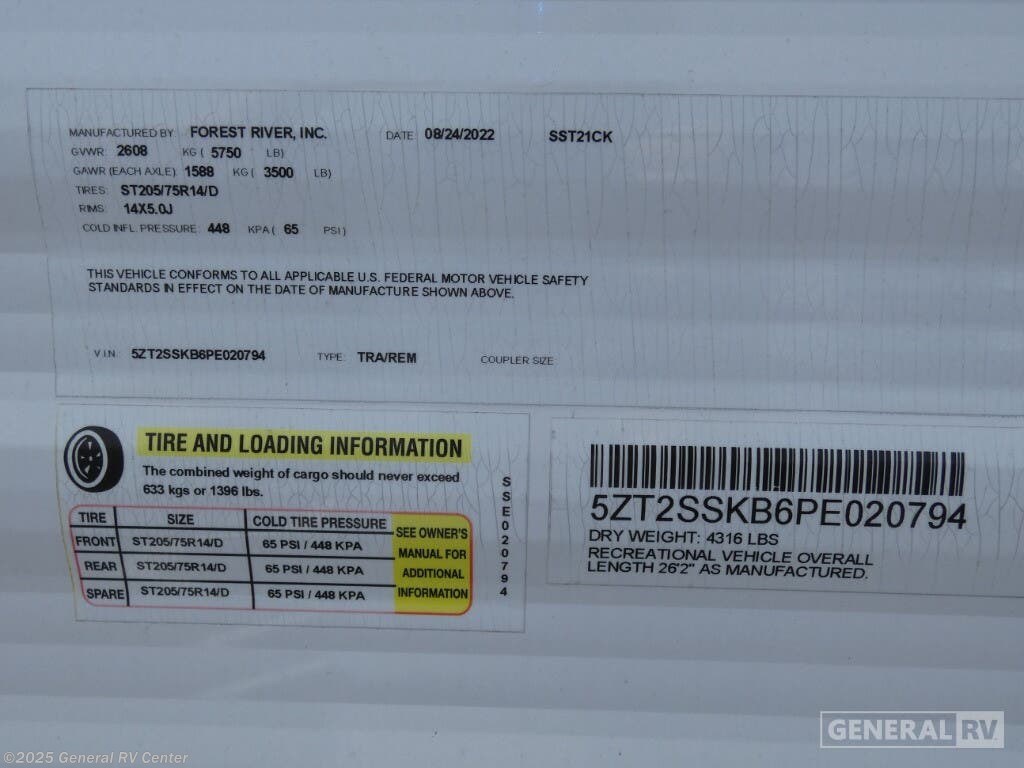 MANUFACTURED BY: FOREST RIVER, INC. DATE: 08/24/2022 SST21CK
GVWR: 2608 KG ( 5750 LB)
GAWR (EACH AXLE) 1588 KG ( 3500 LB)
TIRES: ST205/75R14/D
RIMS: 14X5.0J
COLD INFL. PRESSURE: 448 KPA ( 65 PSI )
THIS VEHICLE CONFORMS TO ALL APPLICABLE U.S. FEDERAL MOTOR VEHICLE SAFETY
STANDARDS IN EFFECT ON THE DATE OF MANUFACTURE SHOWN ABOVE.
V.I.N. 5ZT2SSKB6PE020794 TYPE: TRA/REM COUPLER SIZE:
TIRE AND LOADING INFORMATION
The combined weight of cargo should never exceed
633 kgs or 1396 lbs.
TIRE SIZE COLD TIRE PRESSURE
FRONT ST205/75R14/D 65 PSI / 448 KPA
REAR ST205/75R14/D 65 PSI / 448 KPA
SPARE ST205/75R14/D 65 PSI / 448 KPA
SEE OWNER'S
MANUAL FOR
ADDITIONAL
INFORMATION
SSE020794
5ZT2SSKB6PE020794
DRY WEIGHT: 4316 LBS
RECREATIONAL VEHICLE OVERALL
LENGTH 26'2" AS MANUFACTURED.
GENERAL RV
©2025 General RV Center